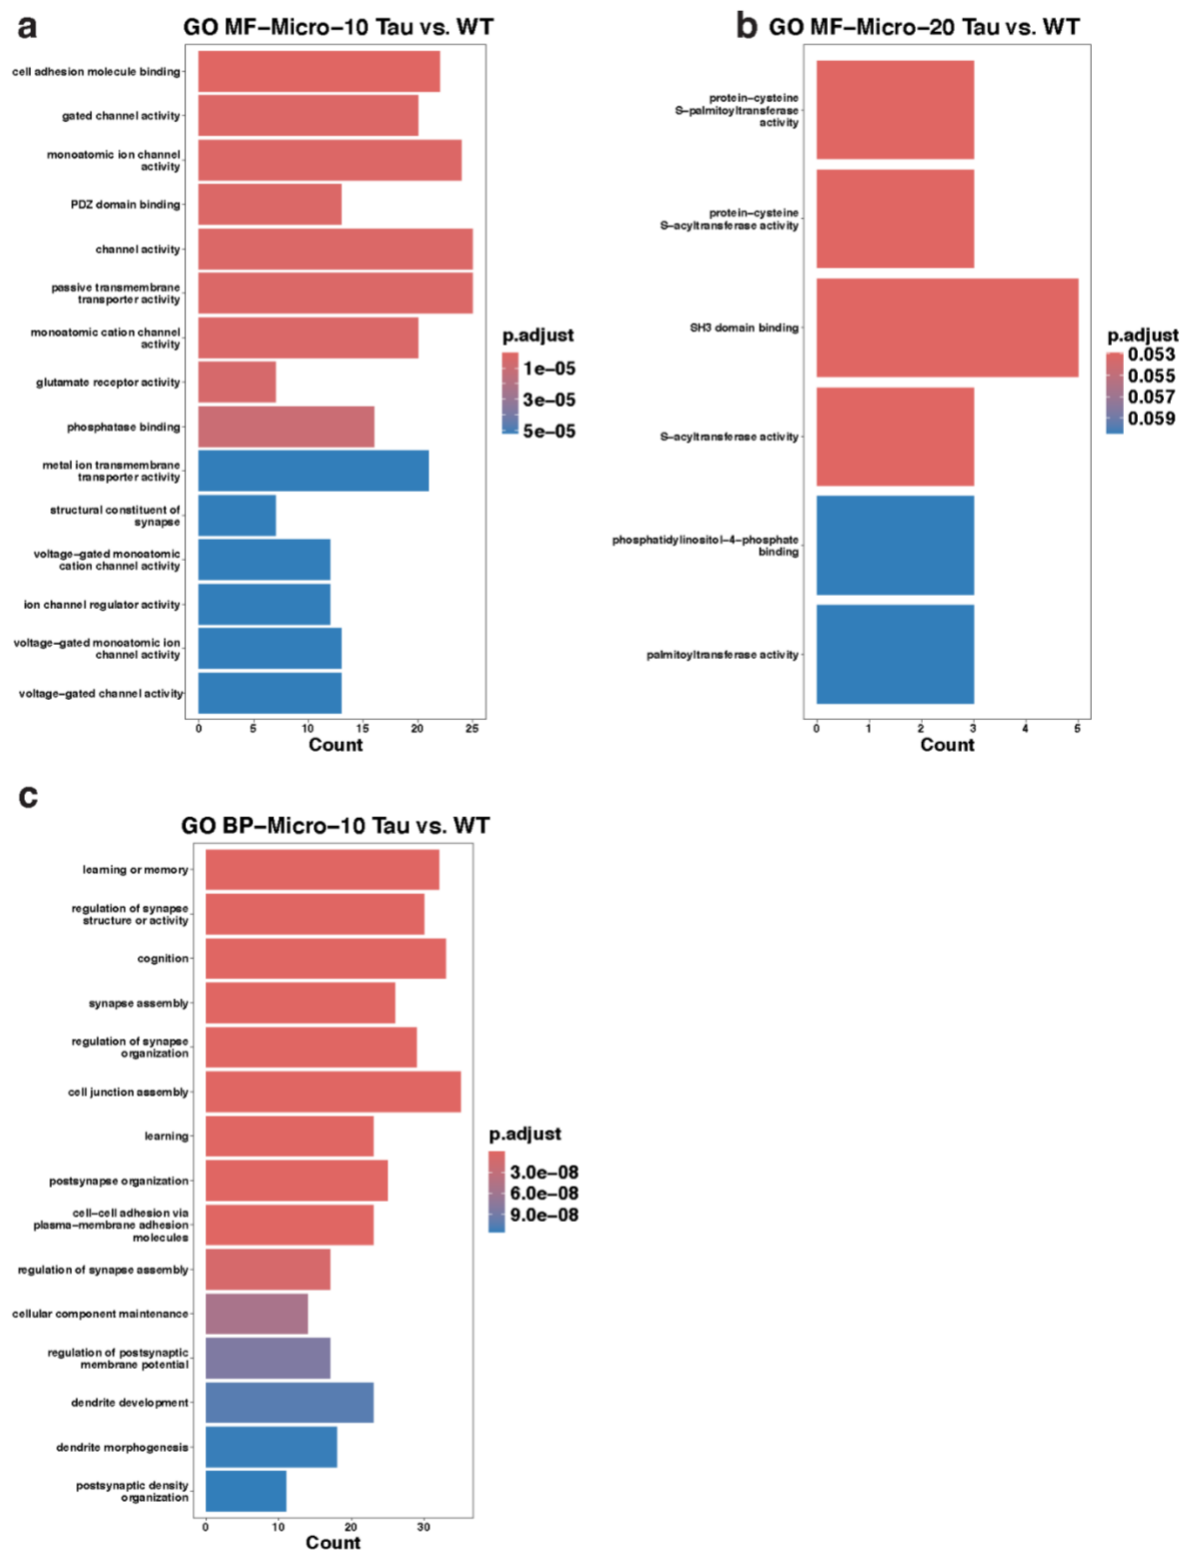 a
GO MF–Micro–10 Tau vs. WT
cell adhesion molecule binding
gated channel activity
monoatomic ion channel
activity
PDZ domain binding
channel activity
passive transmembrane
transporter activity
monoatomic cation channel
activity
glutamate receptor activity
phosphatase binding
metal ion transmembrane
transporter activity
structural constituent of
synapse
voltage–gated monoatomic
cation channel activity
ion channel regulator activity
voltage–gated monoatomic ion
channel activity
voltage–gated channel activity
0 5 10 15 20 25
Count
p.adjust
1e–05
3e–05
5e–05
b
GO MF–Micro–20 Tau vs. WT
protein–cysteine
S–palmitoyltransferase
activity
protein–cysteine
S–acyltransferase activity
SH3 domain binding
S–acyltransferase activity
phosphatidylinositol–4–phosphate
binding
palmitoyltransferase activity
0 1 2 3 4 5
Count
p.adjust
0.053
0.055
0.057
0.059
c
GO BP–Micro–10 Tau vs. WT
learning or memory
regulation of synapse
structure or activity
cognition
synapse assembly
regulation of synapse
organization
cell junction assembly
learning
postsynapse organization
cell–cell adhesion via
plasma–membrane adhesion
molecules
regulation of synapse assembly
cellular component maintenance
regulation of postsynaptic
membrane potential
dendrite development
dendrite morphogenesis
postsynaptic density
organization
0 10 20 30
Count
p.adjust
3.0e–08
6.0e–08
9.0e–08